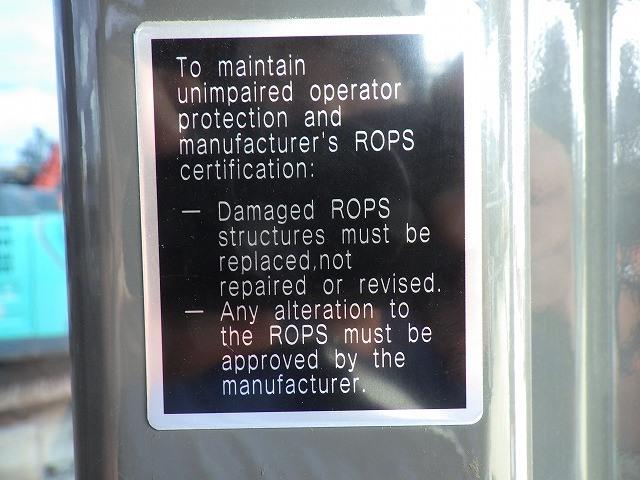 To maintain
unimpaired operator
protection and
manufacturer's ROPS
certification:
— Damaged ROPS
structures must be
replaced,not
repaired or revised.
— Any alteration to
the ROPS must be
approved by the
manufacturer.